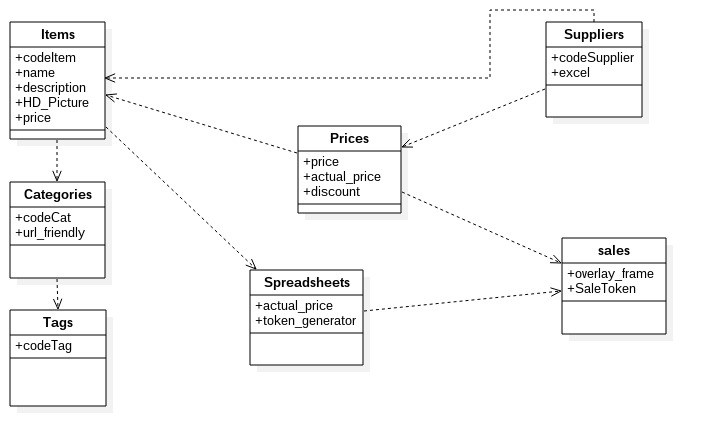 Items
+codeItem
+name
+description
+HD_Picture
+price
Suppliers
+codeSupplier
+excel
Prices
+price
+actual_price
+discount
Categories
+codeCat
+url_friendly
sales
+overlay_frame
+SaleToken
Spreadsheets
+actual_price
+token_generator
Tags
+codeTag